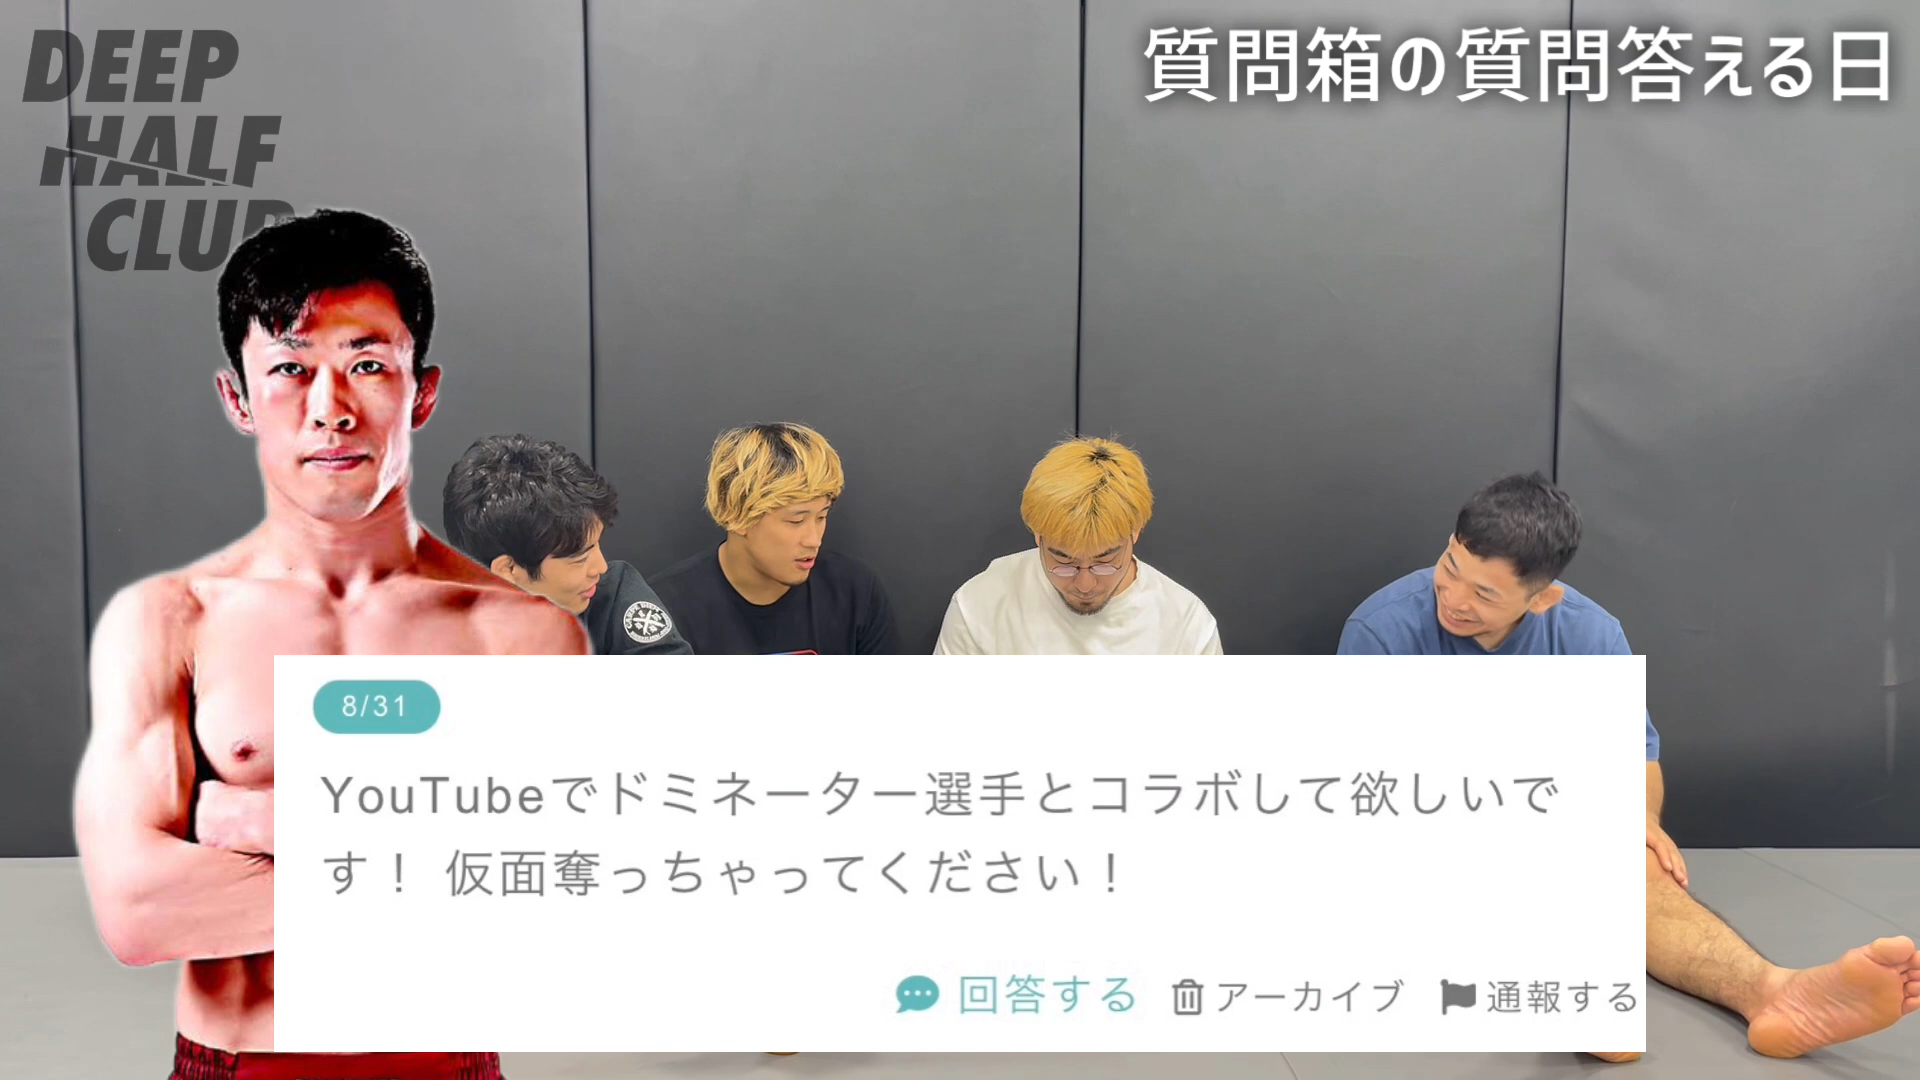 DEEP
HALF
CLUB
質問箱の質問答える日
8/31
YouTubeでドミネーター選手とコラボして欲しいで
す！ 仮面奪っちゃってください！
回答する
アーカイブ
通報する